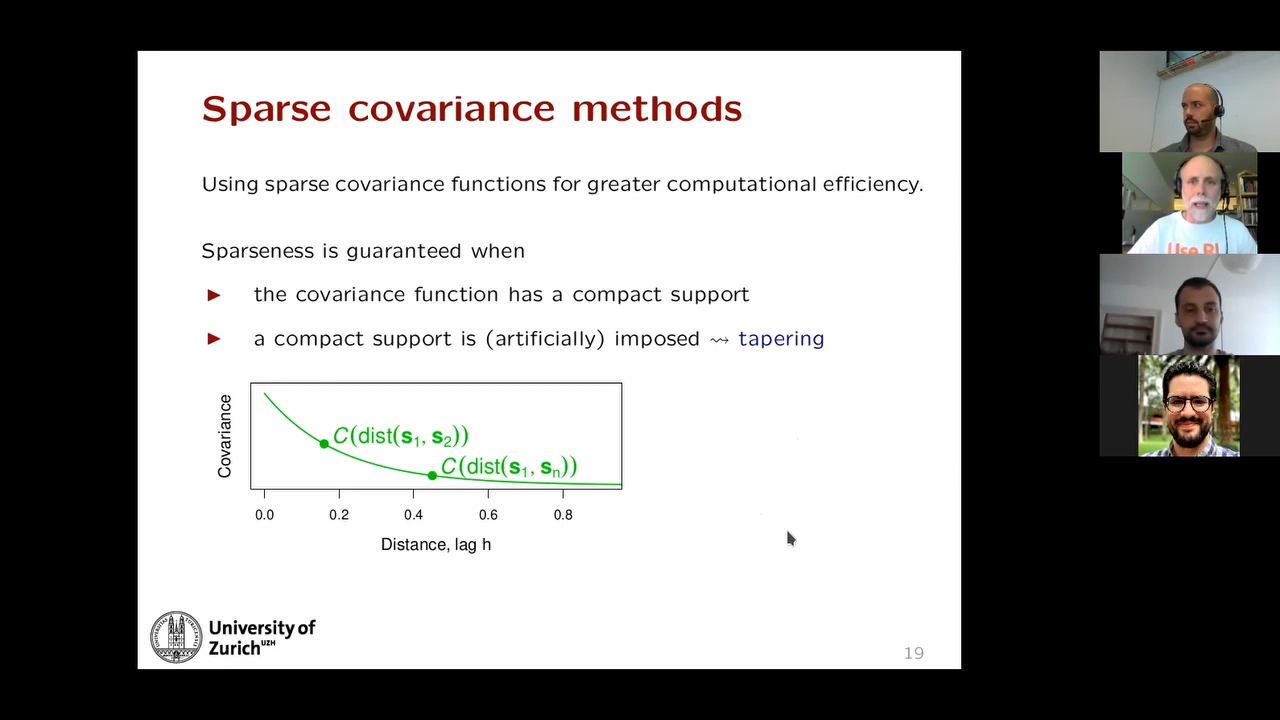 Sparse covariance methods
Using sparse covariance functions for greater computational efficiency.
Sparseness is guaranteed when
► the covariance function has a compact support
► a compact support is (artificially) imposed ⇝ tapering
Covariance
C(dist(s₁, s₂))
C(dist(s₁, sₙ))
0.0 0.2 0.4 0.6 0.8
Distance, lag h
University of
Zurich UZH
19
Use R!